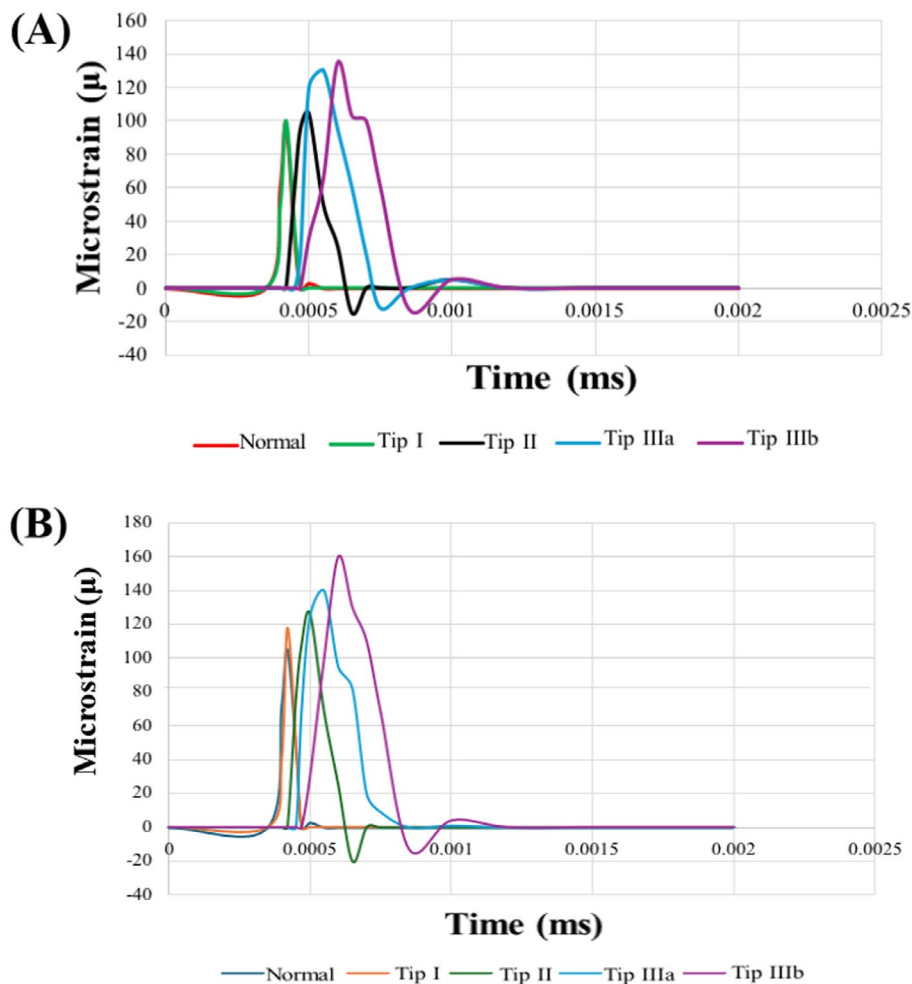 (A)
Microstrain (μ)
160
140
120
100
80
60
40
20
0
-20
-40
0 0.0005 0.001 0.0015 0.002 0.0025
Time (ms)
Normal Tip I Tip II Tip IIIa Tip IIIb
(B)
Microstrain (μ)
180
160
140
120
100
80
60
40
20
0
-20
-40
0 0.0005 0.001 0.0015 0.002 0.0025
Time (ms)
Normal Tip I Tip II Tip IIIa Tip IIIb